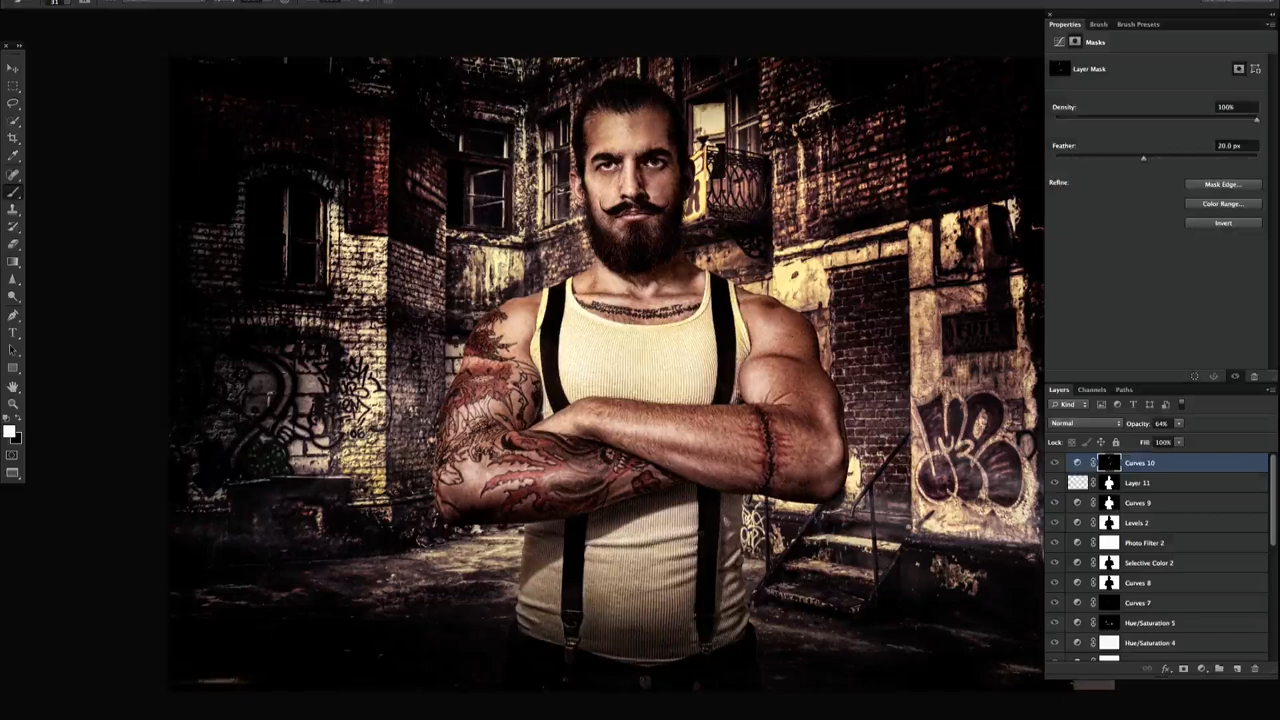 31
Properties Brush Brush Presets
Masks
Layer Mask
Density: 100%
Feather: 20.0 px
Refine: Mask Edge...
Color Range...
Invert
Layers Channels Paths
Kind
Normal Opacity: 64%
Lock: Fill: 100%
Curves 10
Layer 11
Curves 9
Levels 2
Photo Filter 2
Selective Color 2
Curves 8
Curves 7
Hue/Saturation 5
Hue/Saturation 4